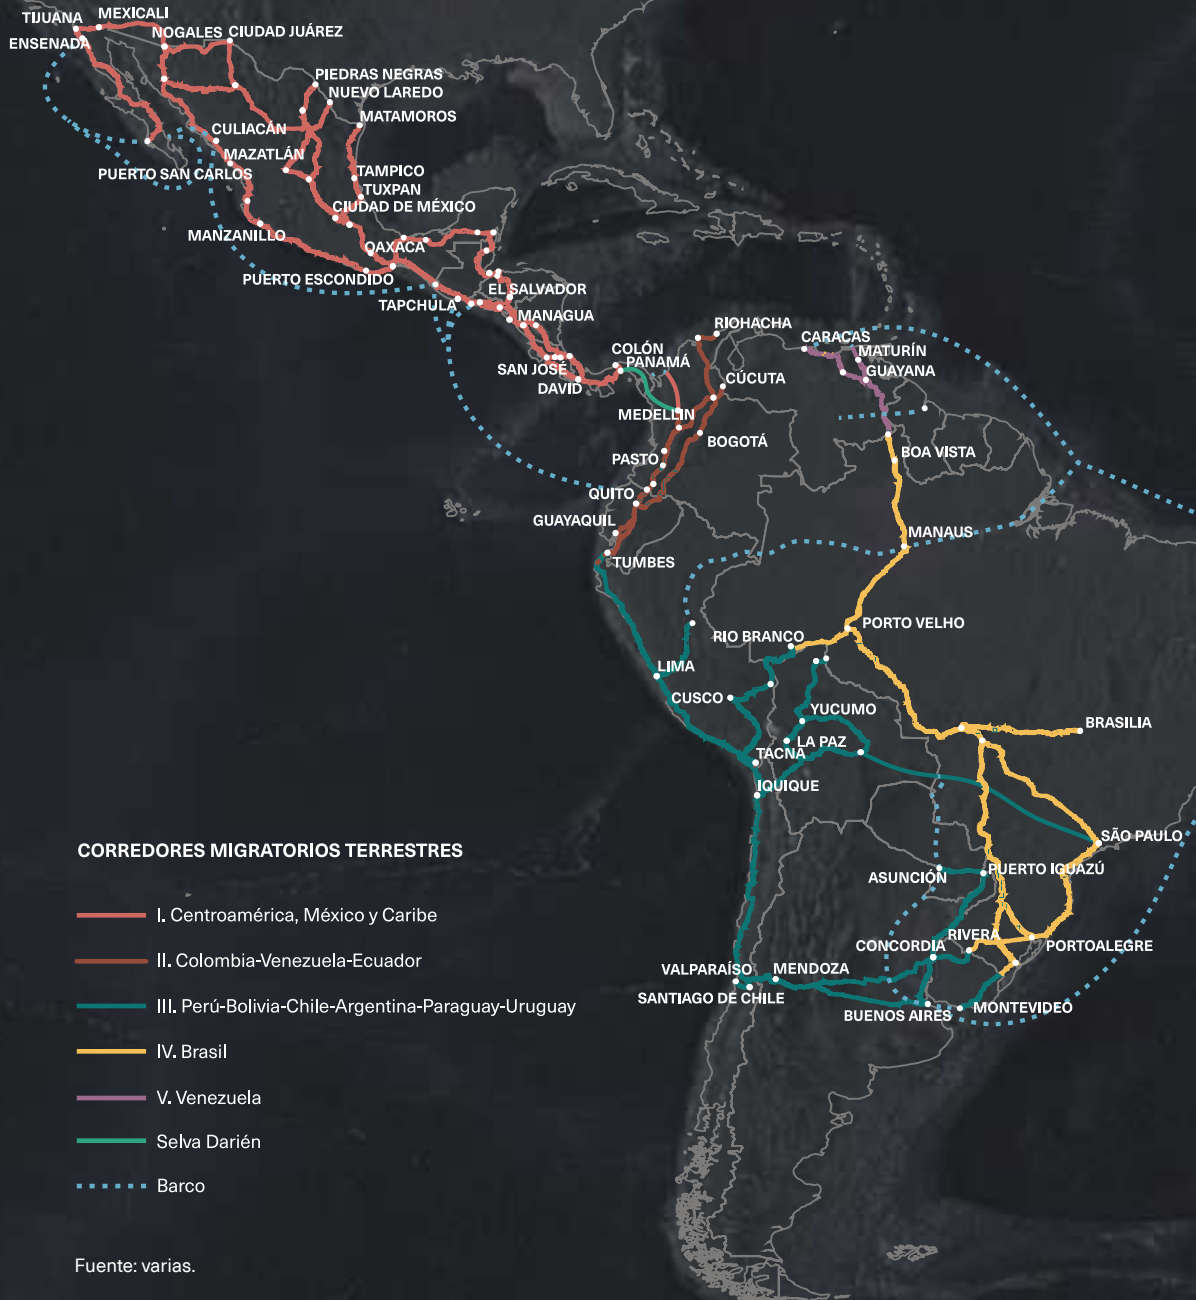 TIJUANA
MEXICALI
ENSENADA
NOGALES
CIUDAD JUÁREZ
PIEDRAS NEGRAS
NUEVO LAREDO
MATAMOROS
CULIACÁN
MAZATLÁN
PUERTO SAN CARLOS
TAMPICO
TUXPAN
CIUDAD DE MÉXICO
MANZANILLO
OAXACA
PUERTO ESCONDIDO
TAPCHULA
EL SALVADOR
MANAGUA
SAN JOSÉ
DAVID
COLÓN
PANAMÁ
RIOHACHA
CARACAS
MATURÍN
GUAYANA
CÚCUTA
MEDELLIN
BOGOTÁ
PASTO
BOA VISTA
QUITO
GUAYAQUIL
TUMBES
MANAUS
PORTO VELHO
RIO BRANCO
LIMA
CUSCO
YUCUMO
BRASILIA
LA PAZ
TACNA
IQUIQUE
SÃO PAULO
ASUNCIÓN
PUERTO IGUAZÚ
RIVERA
CONCORDIA
PORTOALEGRE
VALPARAÍSO
MENDOZA
SANTIAGO DE CHILE
BUENOS AIRES
MONTEVIDEO
CORREDORES MIGRATORIOS TERRESTRES
I. Centroamérica, México y Caribe
II. Colombia-Venezuela-Ecuador
III. Perú-Bolivia-Chile-Argentina-Paraguay-Uruguay
IV. Brasil
V. Venezuela
Selva Darién
Barco
Fuente: varias.